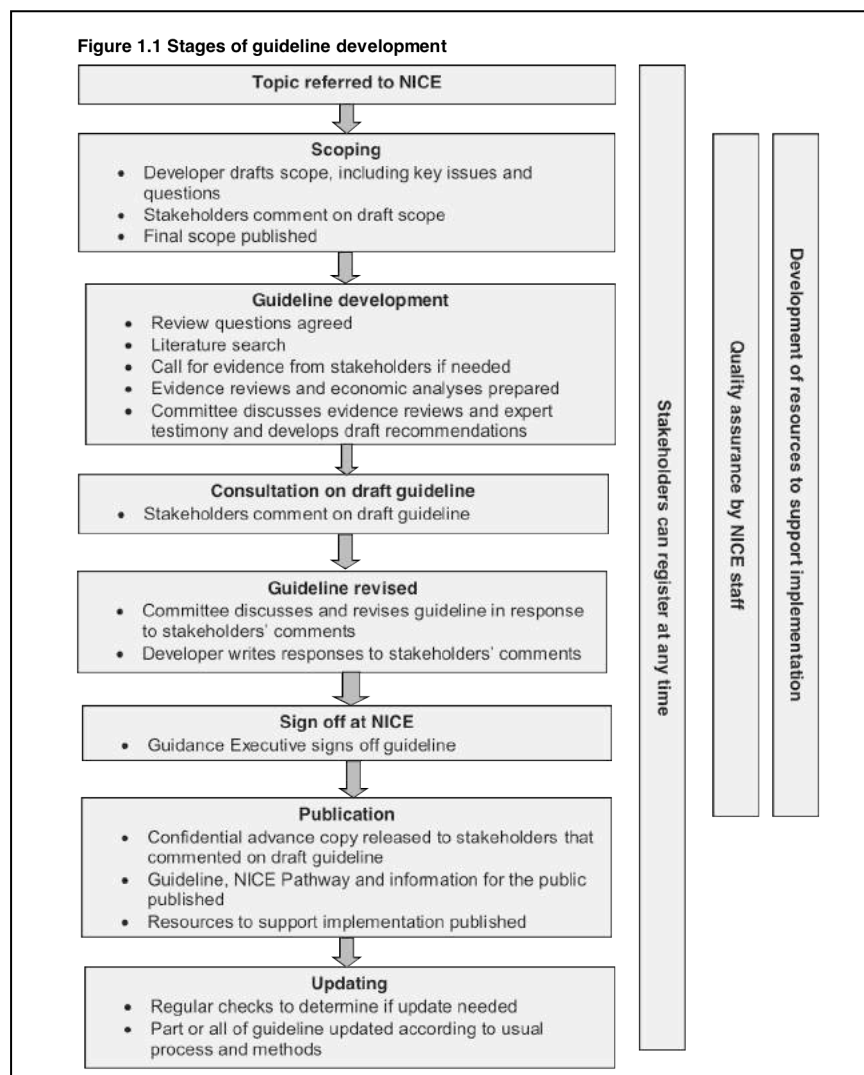 Figure 1.1 Stages of guideline development
Topic referred to NICE
Scoping
• Developer drafts scope, including key issues and
questions
• Stakeholders comment on draft scope
• Final scope published
Guideline development
• Review questions agreed
• Literature search
• Call for evidence from stakeholders if needed
• Evidence reviews and economic analyses prepared
• Committee discusses evidence reviews and expert
testimony and develops draft recommendations
Consultation on draft guideline
• Stakeholders comment on draft guideline
Guideline revised
• Committee discusses and revises guideline in response
to stakeholders’ comments
• Developer writes responses to stakeholders’ comments
Sign off at NICE
• Guidance Executive signs off guideline
Publication
• Confidential advance copy released to stakeholders that
commented on draft guideline
• Guideline, NICE Pathway and information for the public
published
• Resources to support implementation published
Updating
• Regular checks to determine if update needed
• Part or all of guideline updated according to usual
process and methods
Stakeholders can register at any time
Quality assurance by NICE staff
Development of resources to support implementation